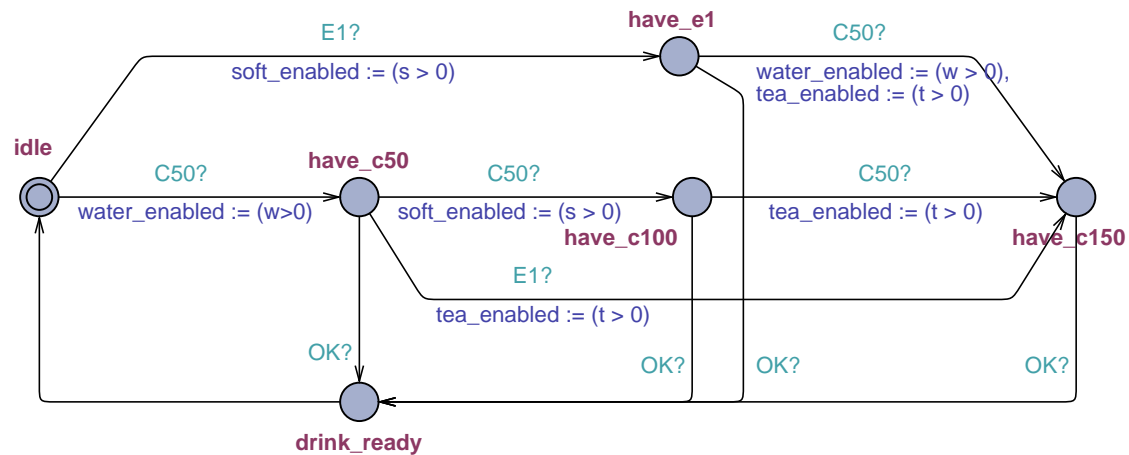 have_e1
E1?
C50?
soft_enabled := (s > 0)
water_enabled := (w > 0),
tea_enabled := (t > 0)
idle
have_c50
C50?
C50?
C50?
water_enabled := (w>0)
soft_enabled := (s > 0)
tea_enabled := (t > 0)
have_c100
have_c150
E1?
tea_enabled := (t > 0)
OK?
OK?
OK?
OK?
drink_ready